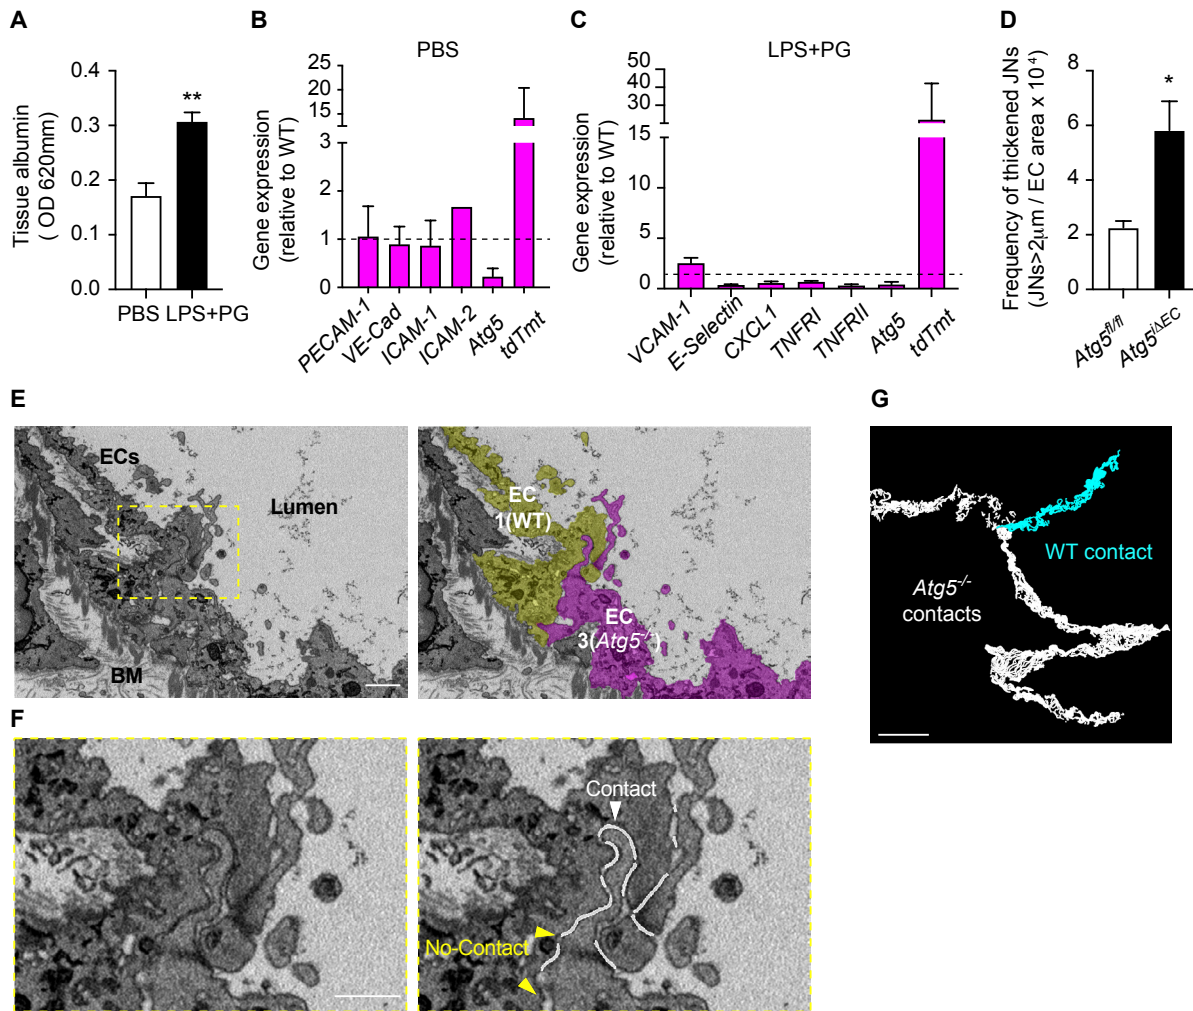 A
Tissue albumin
( OD 620mm)
0.4
0.3
0.2
0.1
0.0
**
PBS LPS+PG
B
PBS
Gene expression
(relative to WT)
20
15
10
5
3
2
1
0
PECAM-1
VE-Cad
ICAM-1
ICAM-2
Atg5
tdTmt
C
LPS+PG
Gene expression
(relative to WT)
50
40
30
20
15
10
5
0
VCAM-1
E-Selectin
CXCL1
TNFRI
TNFRII
Atg5
tdTmt
D
Frequency of thickened JNs
(JNs>2μm / EC area x 10⁴)
8
6
4
2
0
*
Atg5fl/fl
Atg5iΔEC
E
ECs
Lumen
BM
EC
1(WT)
EC
3(Atg5-/-)
F
Contact
No-Contact
G
WT contact
Atg5-/-
contacts